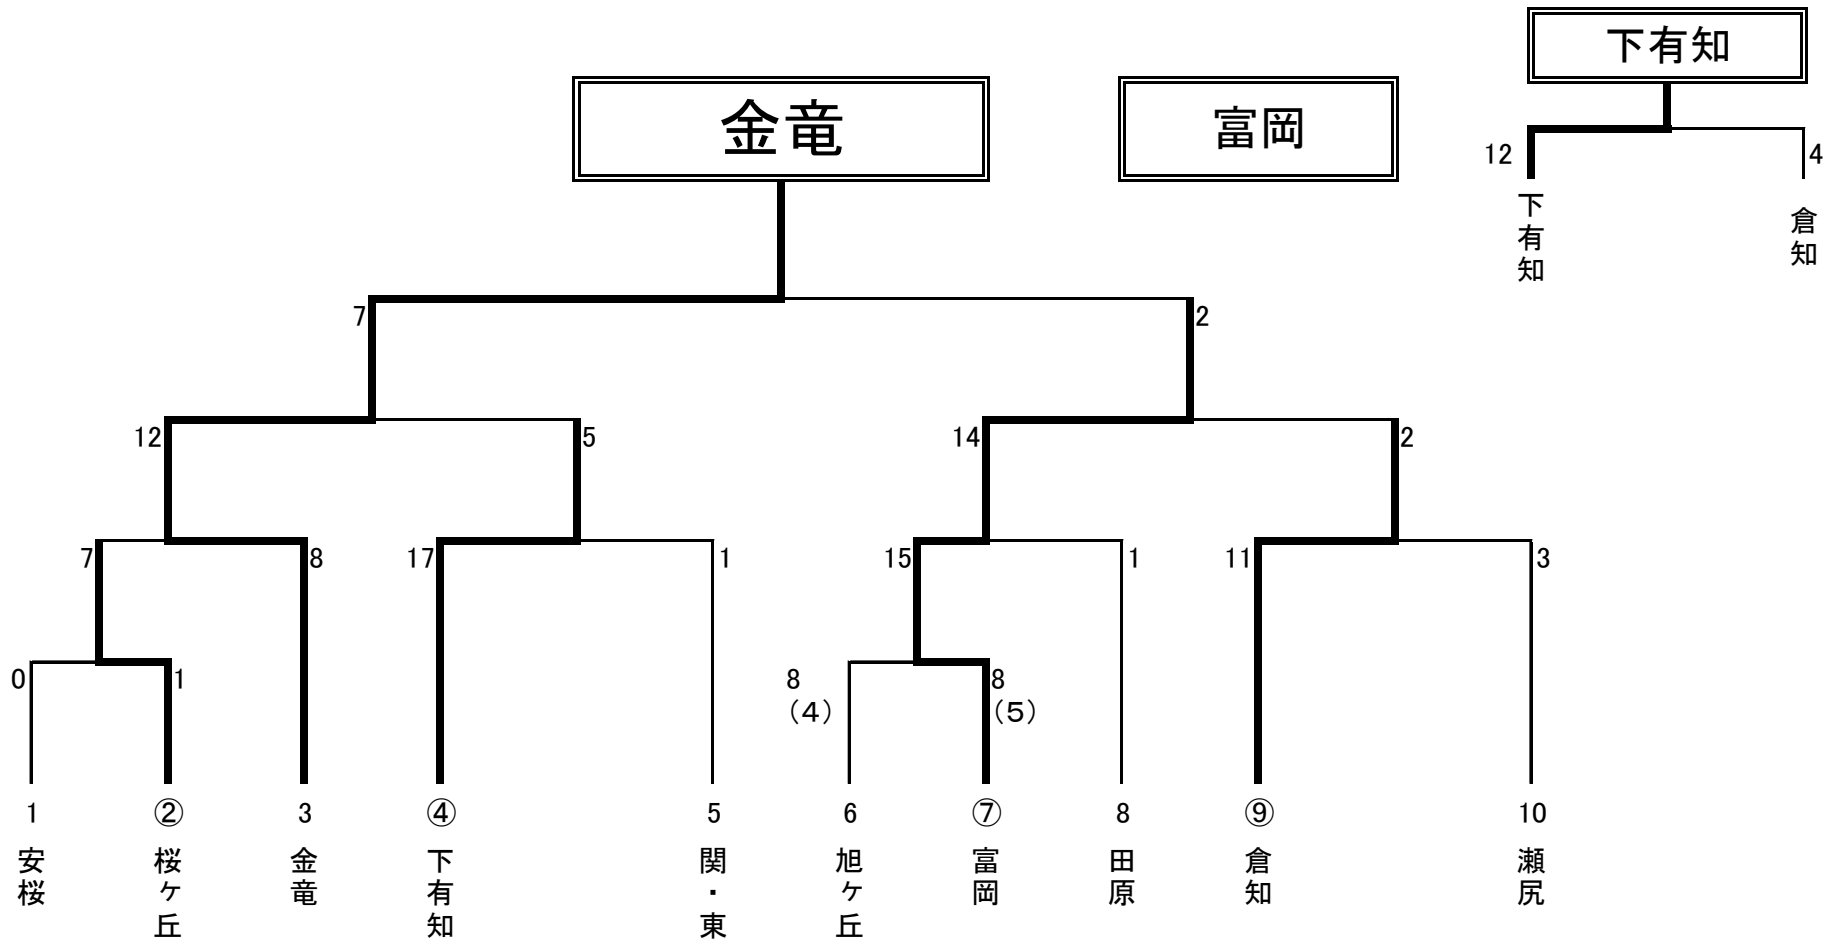 下有知
金竜
富岡
12
4
下有知
倉知
7
2
12
5
14
2
7
8
17
1
15
1
11
3
0
1
8
8
(4)
(5)
1
②
3
④
5
6
⑦
8
⑨
10
安桜
桜ヶ丘
金竜
下有知
関・東
旭ヶ丘
富岡
田原
倉知
瀬尻